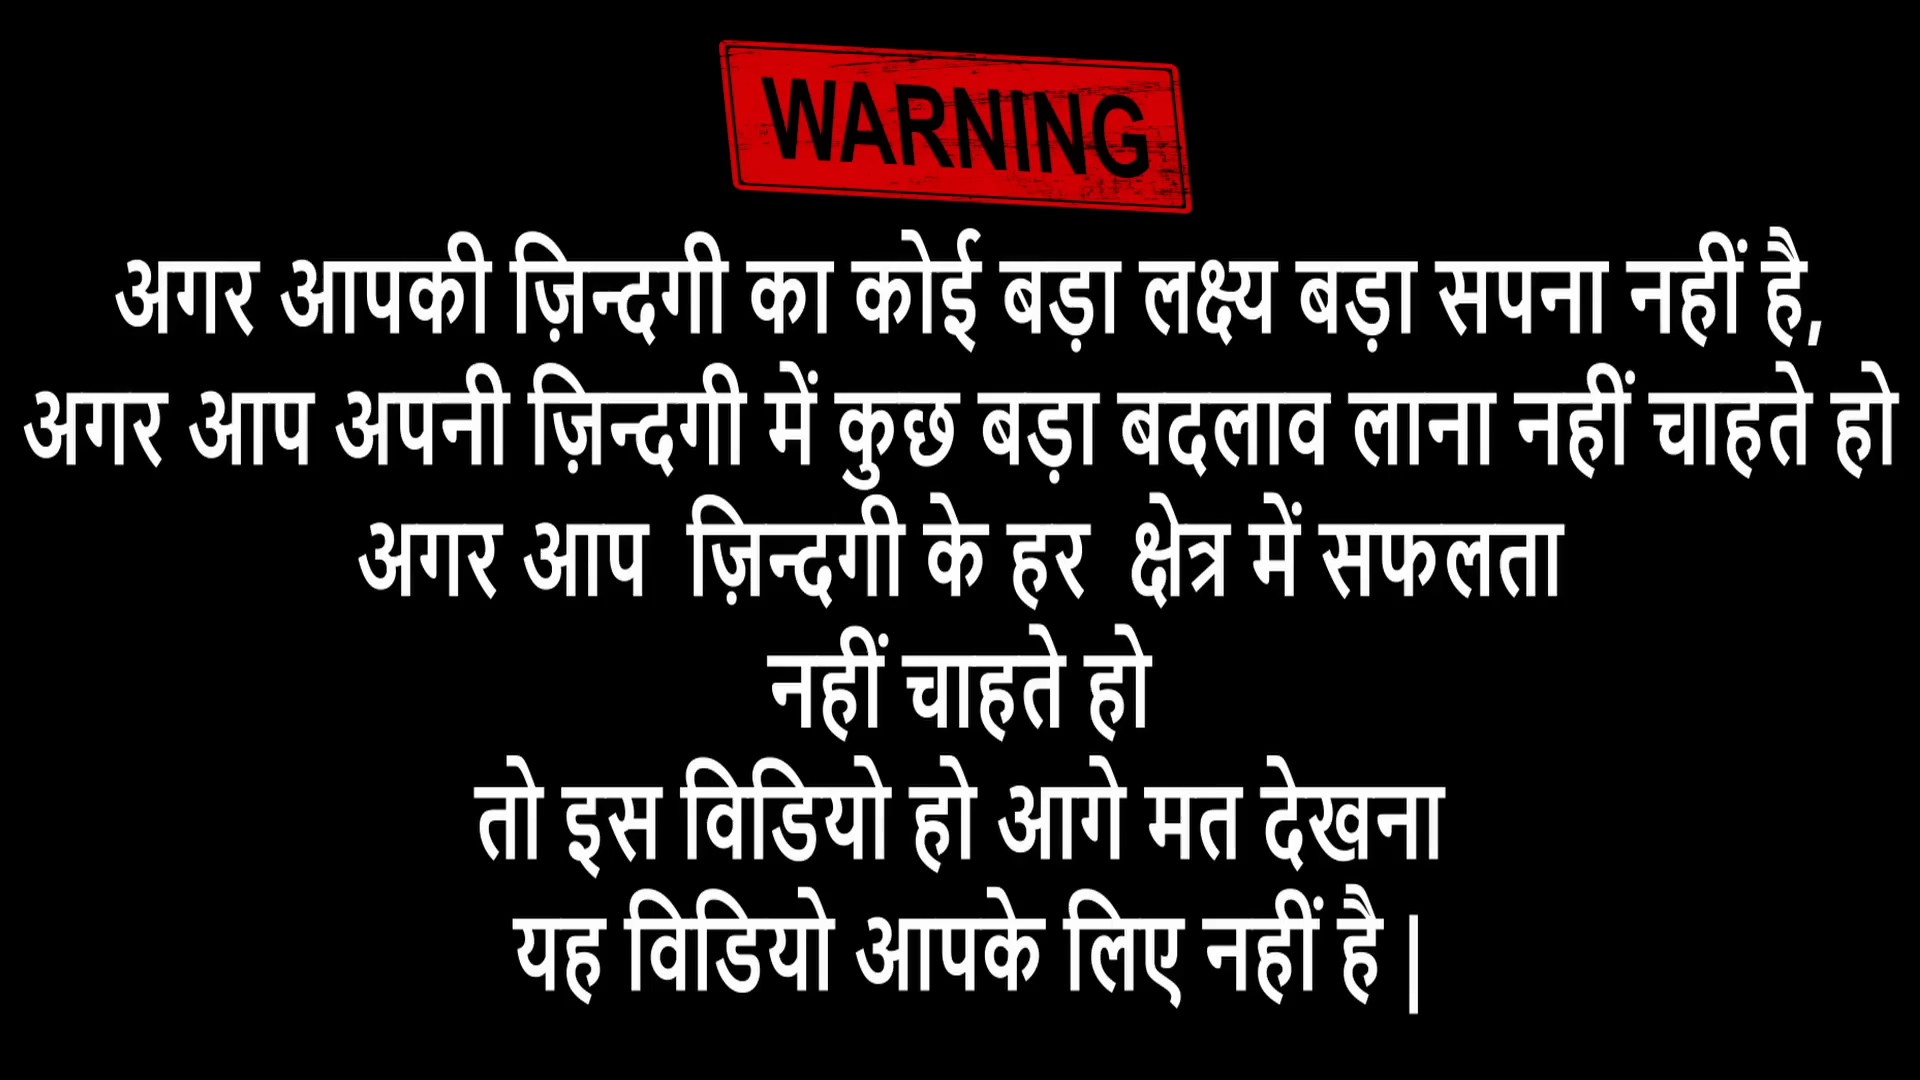 WARNING
अगर आपकी ज़िन्दगी का कोई बड़ा लक्ष्य बड़ा सपना नहीं है,
अगर आप अपनी ज़िन्दगी में कुछ बड़ा बदलाव लाना नहीं चाहते हो
अगर आप ज़िन्दगी के हर क्षेत्र में सफलता
नहीं चाहते हो
तो इस विडियो हो आगे मत देखना
यह विडियो आपके लिए नहीं है |